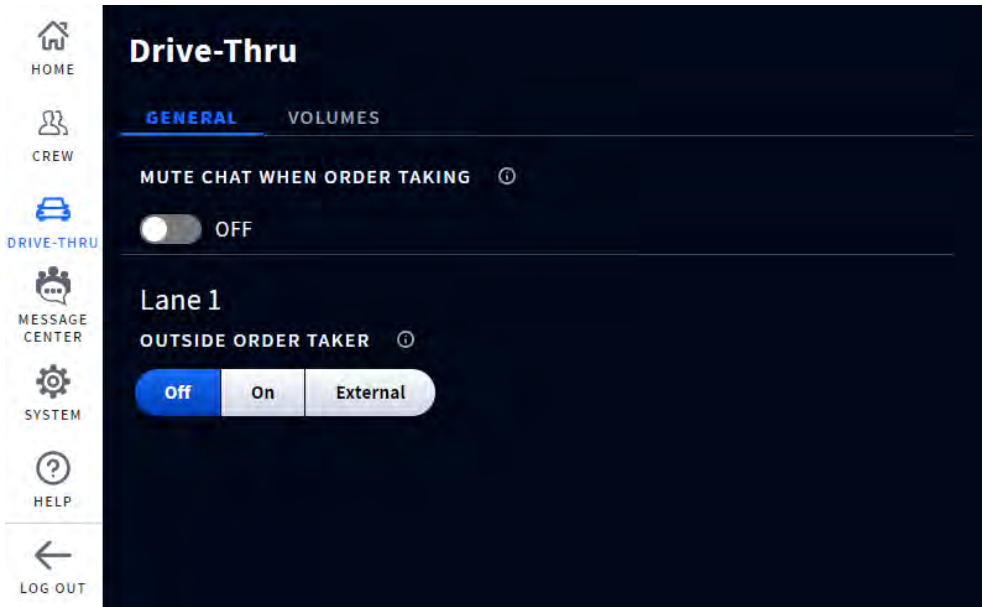 HOME
CREW
DRIVE-THRU
MESSAGE
CENTER
SYSTEM
HELP
LOG OUT
Drive-Thru
GENERAL VOLUMES
MUTE CHAT WHEN ORDER TAKING
OFF
Lane 1
OUTSIDE ORDER TAKER
Off On External